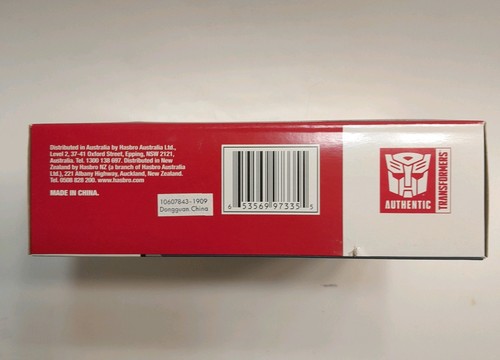 Distributed in Australia by Hasbro Australia Ltd.,
Level 2, 37-41 Oxford Street, Epping, NSW 2121,
Australia. Tel. 1300 138 697. Distributed in New
Zealand by Hasbro NZ (a branch of Hasbro Australia
Ltd.), 221 Albany Highway, Auckland, New Zealand.
Tel. 0508 828 200. www.hasbro.com
MADE IN CHINA.
10607843-1909
Dongguan.China
6 53569 97335 5
AUTHENTIC
TRANSFORMERS